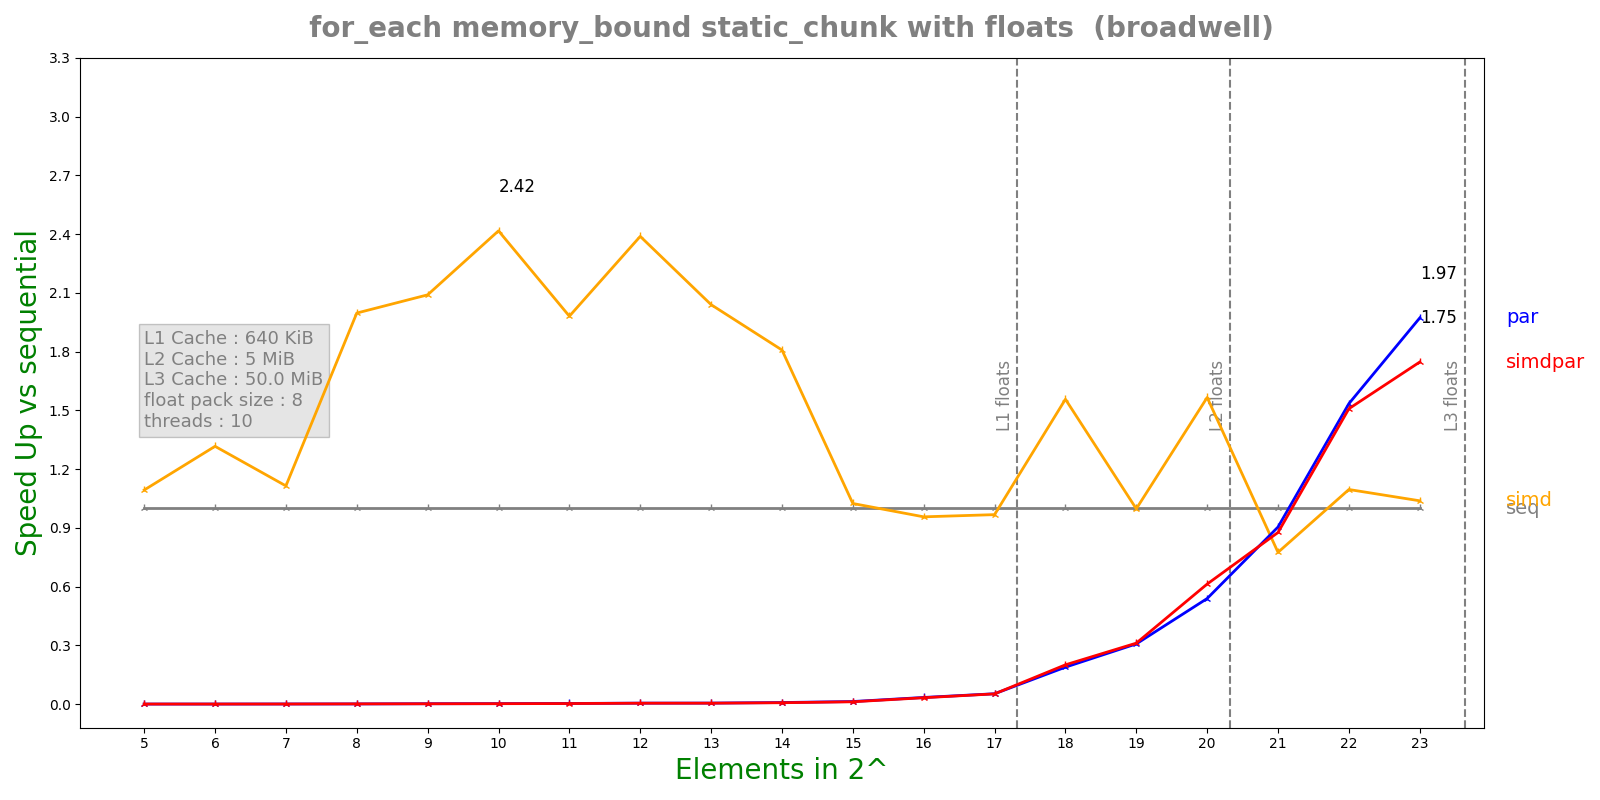 for_each memory_bound static_chunk with floats  (broadwell)
Speed Up vs sequential
3.3
3.0
2.7
2.4
2.1
1.8
1.5
1.2
0.9
0.6
0.3
0.0
2.42
1.97
1.75
L1 Cache : 640 KiB
L2 Cache : 5 MiB
L3 Cache : 50.0 MiB
float pack size : 8
threads : 10
L1 floats
L2 floats
L3 floats
par
simdpar
simd
seq
5 6 7 8 9 10 11 12 13 14 15 16 17 18 19 20 21 22 23
Elements in 2^